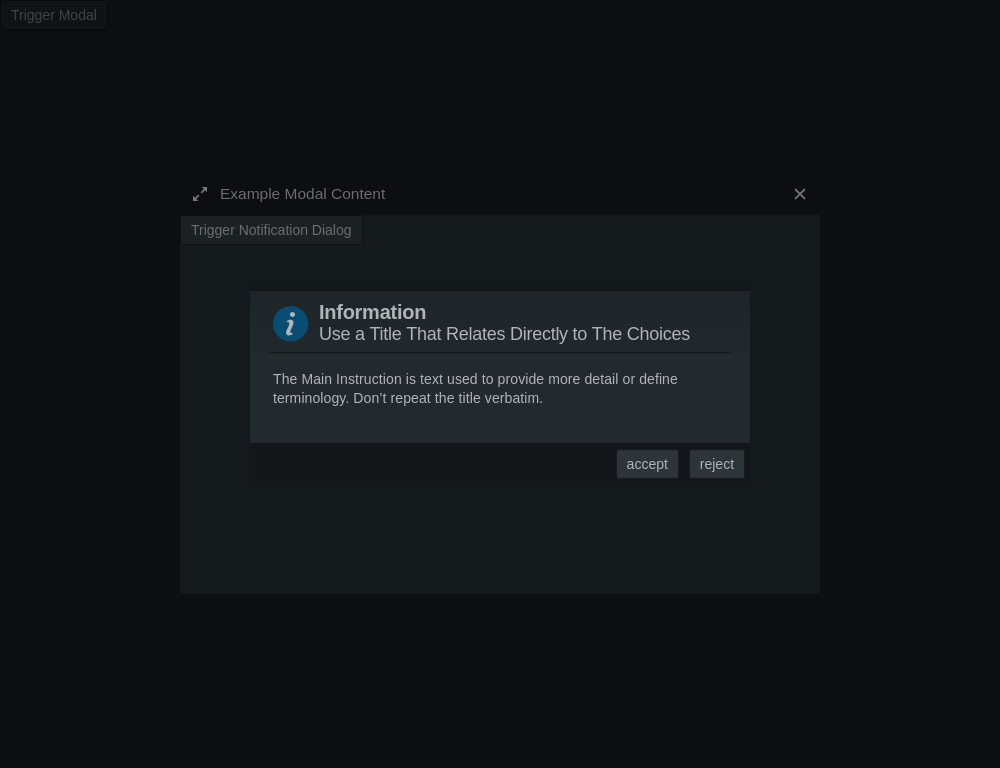 Trigger Modal
Example Modal Content
Trigger Notification Dialog
Information
Use a Title That Relates Directly to The Choices
The Main Instruction is text used to provide more detail or define
terminology. Don’t repeat the title verbatim.
accept
reject